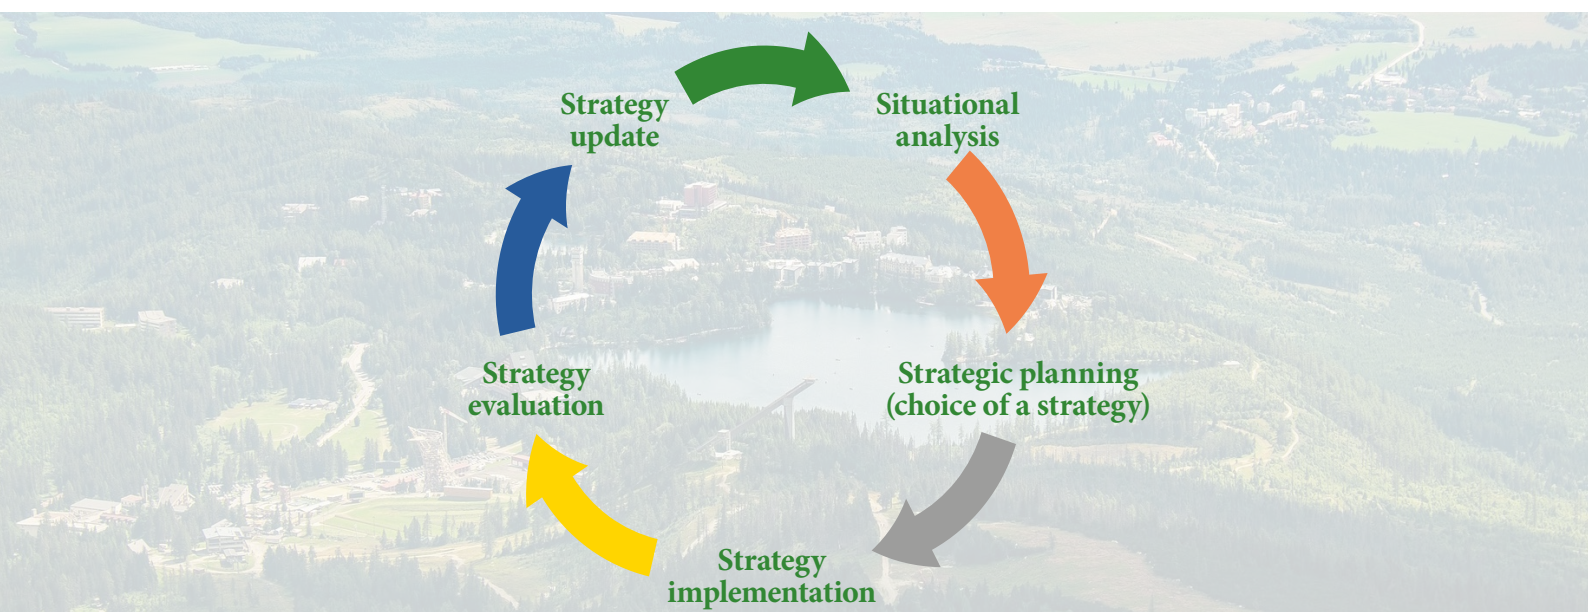 Strategy
update
Situational
analysis
Strategic planning
(choice of a strategy)
Strategy
implementation
Strategy
evaluation